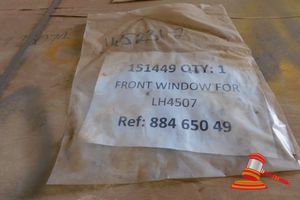 151449 QTY: 1
FRONT WINDOW FOR
LH4507
Ref: 884 650 49